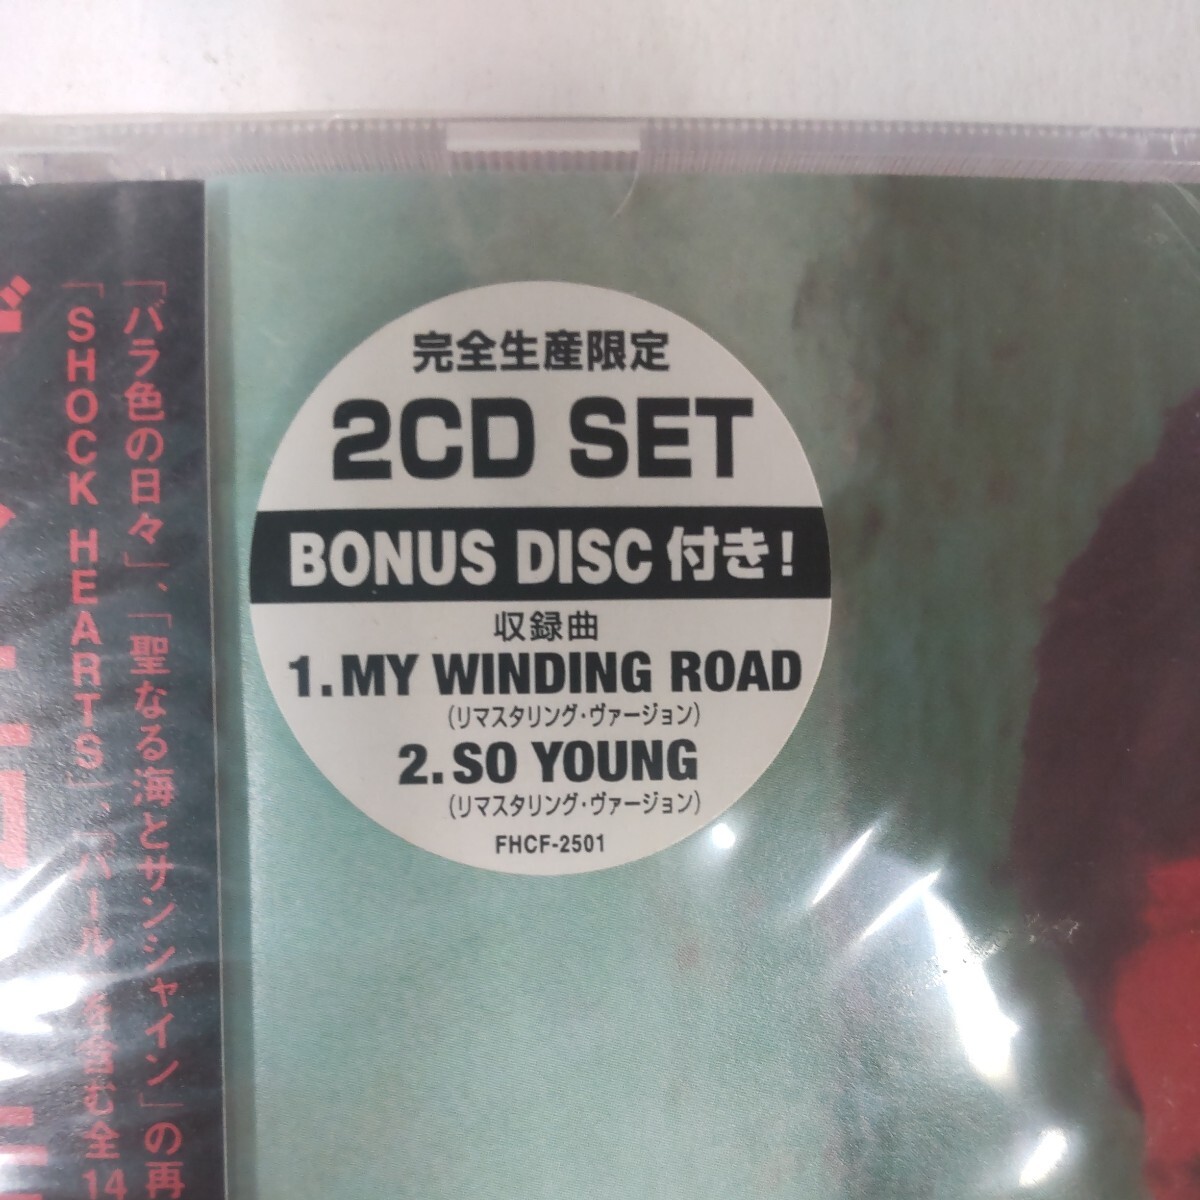 完全生産限定
2CD SET
BONUS DISC 付き!
収録曲
1.MY WINDING ROAD
(リマスタリング・ヴァージョン)
2.SO YOUNG
(リマスタリング・ヴァージョン)
FHCF-2501
「バラ色の日々」、「聖なる海とサンシャイン」の再
「SHOCK HEARTS」、「パール」を含む全14